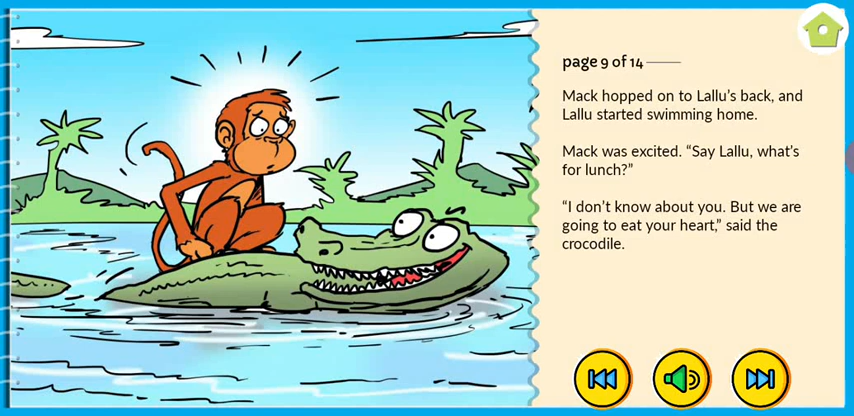 page 9 of 14
Mack hopped on to Lallu's back, and
Lallu started swimming home.
Mack was excited. “Say Lallu, what's
for lunch?”
“I don't know about you. But we are
going to eat your heart,” said the
crocodile.